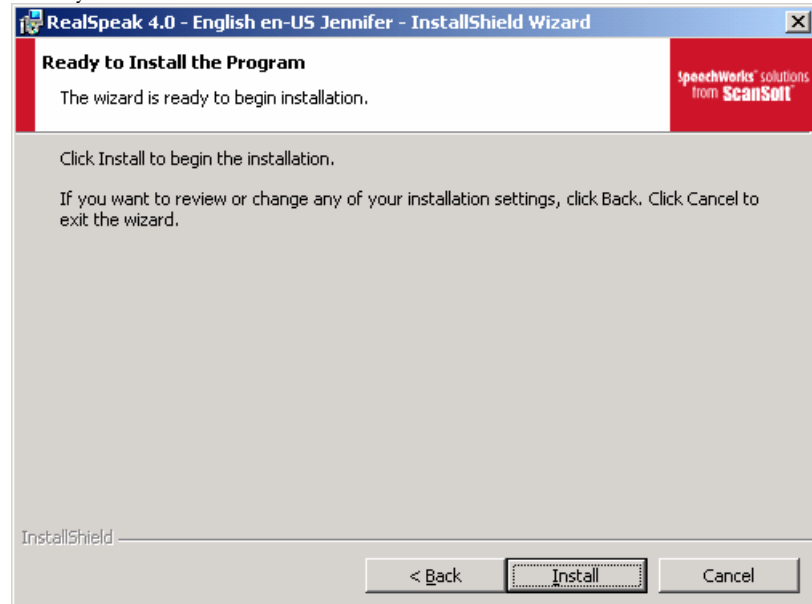 RealSpeak 4.0 - English en-US Jennifer - InstallShield Wizard
Ready to Install the Program
The wizard is ready to begin installation.
SpeechWorks™ solutions
from ScanSoft™
Click Install to begin the installation.
If you want to review or change any of your installation settings, click Back. Click Cancel to
exit the wizard.
InstallShield
< Back
Install
Cancel